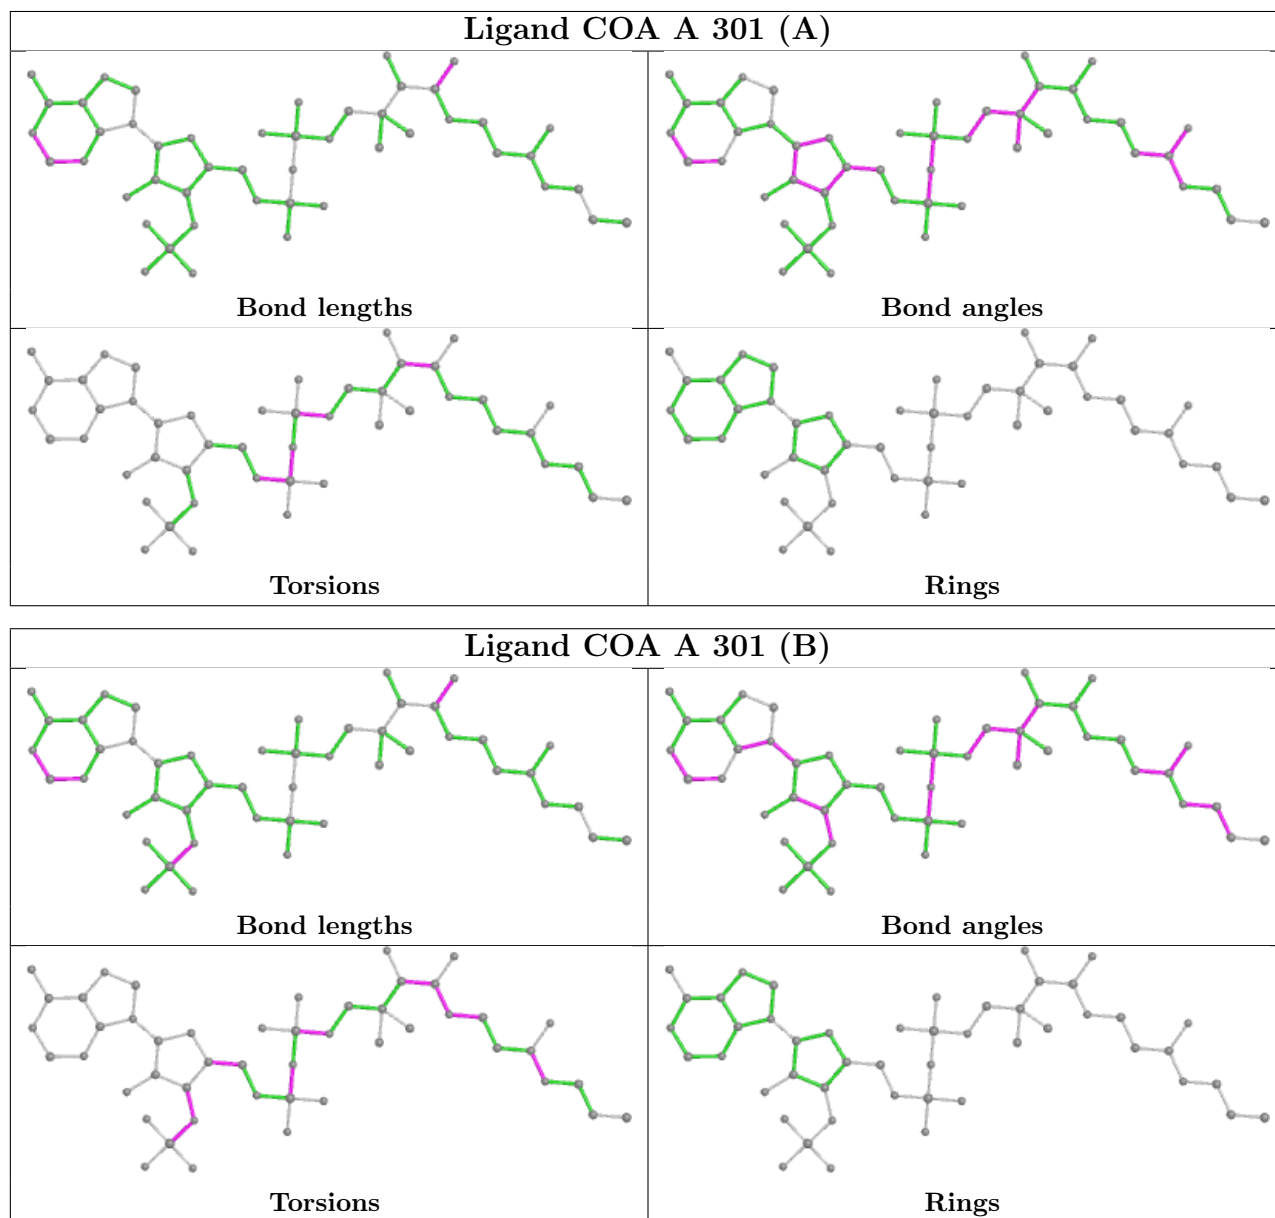 Ligand COA A 301 (A)
Bond lengths
Bond angles
Torsions
Rings
Ligand COA A 301 (B)
Bond lengths
Bond angles
Torsions
Rings